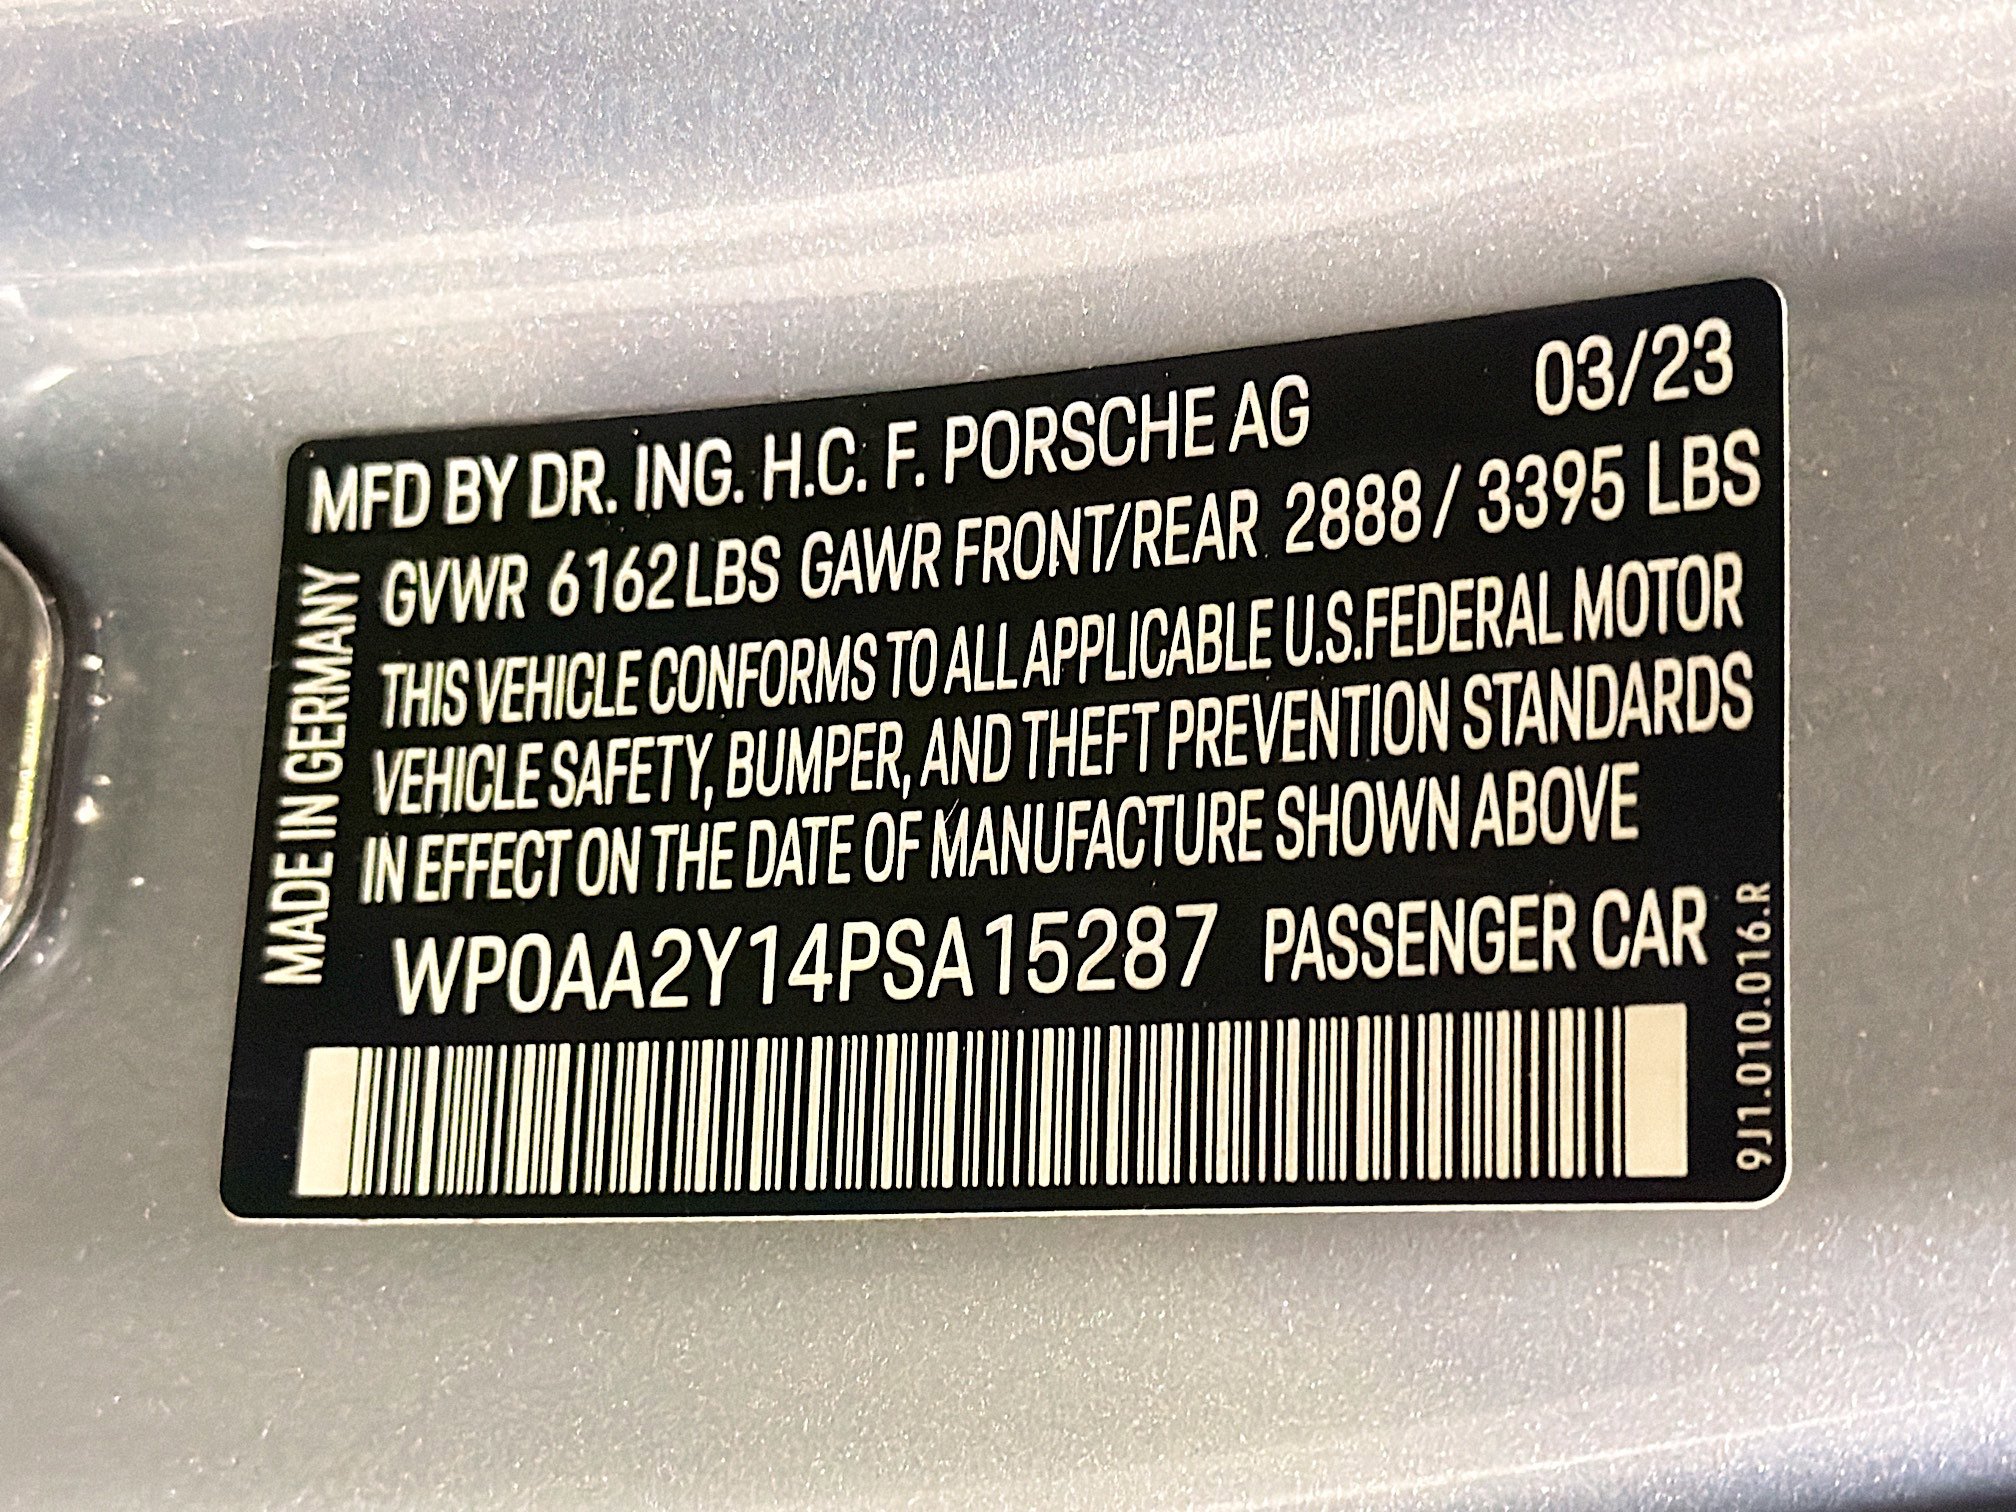 MFD BY DR. ING. H.C. F. PORSCHE AG 03/23
GVWR 6162LBS GAWR FRONT/REAR 2888 / 3395 LBS
THIS VEHICLE CONFORMS TO ALL APPLICABLE U.S.FEDERAL MOTOR
VEHICLE SAFETY, BUMPER, AND THEFT PREVENTION STANDARDS
IN EFFECT ON THE DATE OF MANUFACTURE SHOWN ABOVE
WP0AA2Y14PSA15287 PASSENGER CAR
MADE IN GERMANY
9J1.010.016.R